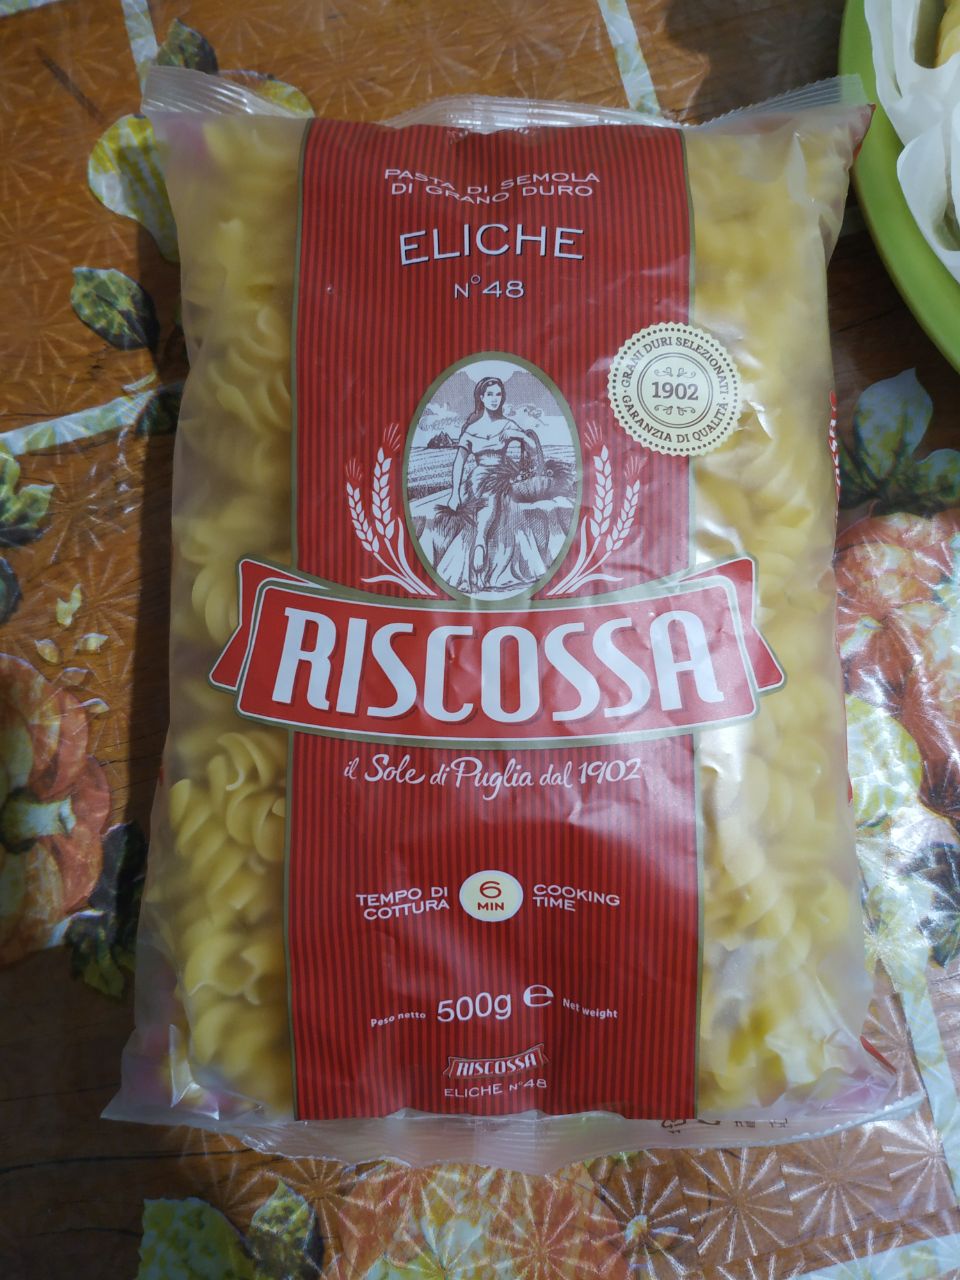 PASTA DI SEMOLA
DI GRANO DURO
ELICHE
N°48
GRANI DURI SELEZIONATI
1902
GARANZIA DI QUALITÀ
RISCOSSA
il Sole di Puglia dal 1902
TEMPO DI
COTTURA
6
MIN
COOKING
TIME
Peso netto 500g e Net weight
RISCOSSA
ELICHE N°48